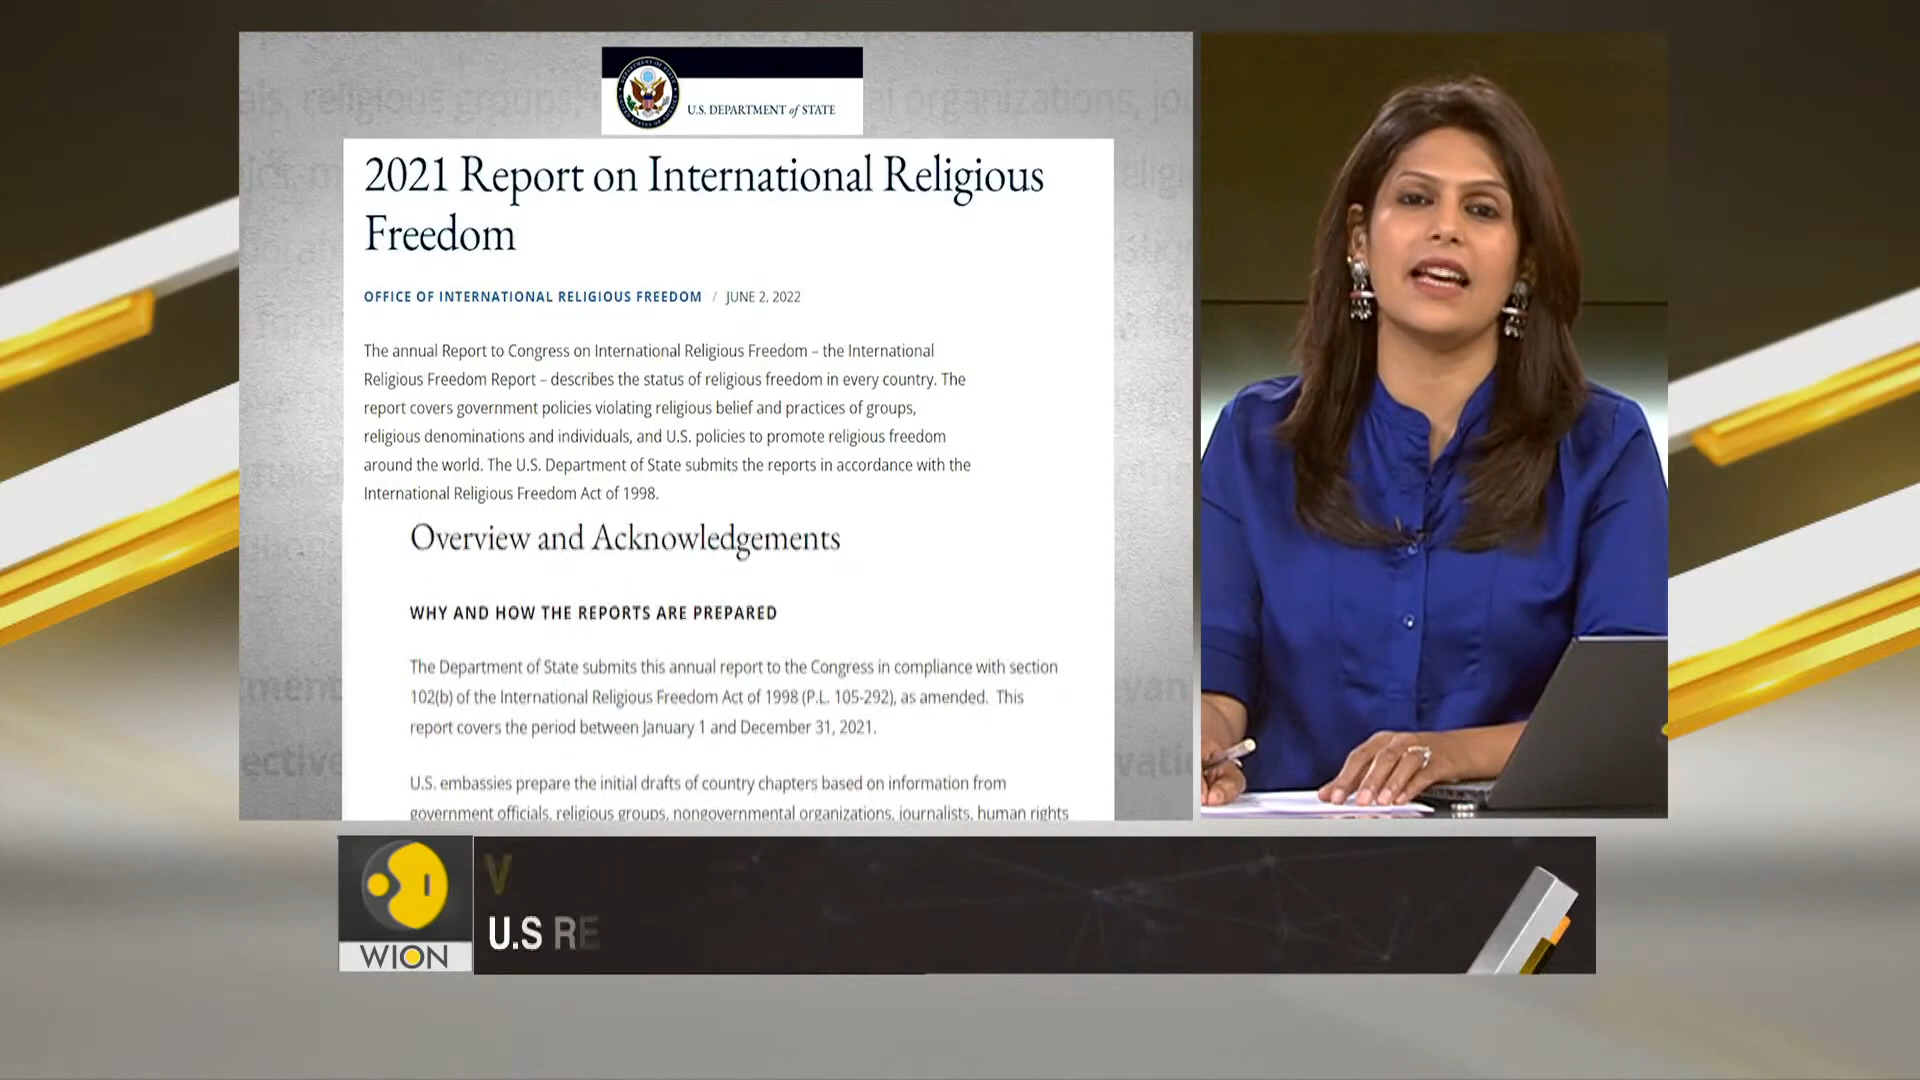 U.S. DEPARTMENT of STATE
2021 Report on International Religious
Freedom
OFFICE OF INTERNATIONAL RELIGIOUS FREEDOM / JUNE 2, 2022
The annual Report to Congress on International Religious Freedom – the International
Religious Freedom Report – describes the status of religious freedom in every country. The
report covers government policies violating religious belief and practices of groups,
religious denominations and individuals, and U.S. policies to promote religious freedom
around the world. The U.S. Department of State submits the reports in accordance with the
International Religious Freedom Act of 1998.
Overview and Acknowledgements
WHY AND HOW THE REPORTS ARE PREPARED
The Department of State submits this annual report to the Congress in compliance with section
102(b) of the International Religious Freedom Act of 1998 (P.L. 105-292), as amended. This
report covers the period between January 1 and December 31, 2021.
U.S. embassies prepare the initial drafts of country chapters based on information from
government officials, religious groups, nongovernmental organizations, journalists, human rights
WION
V
U.S RE